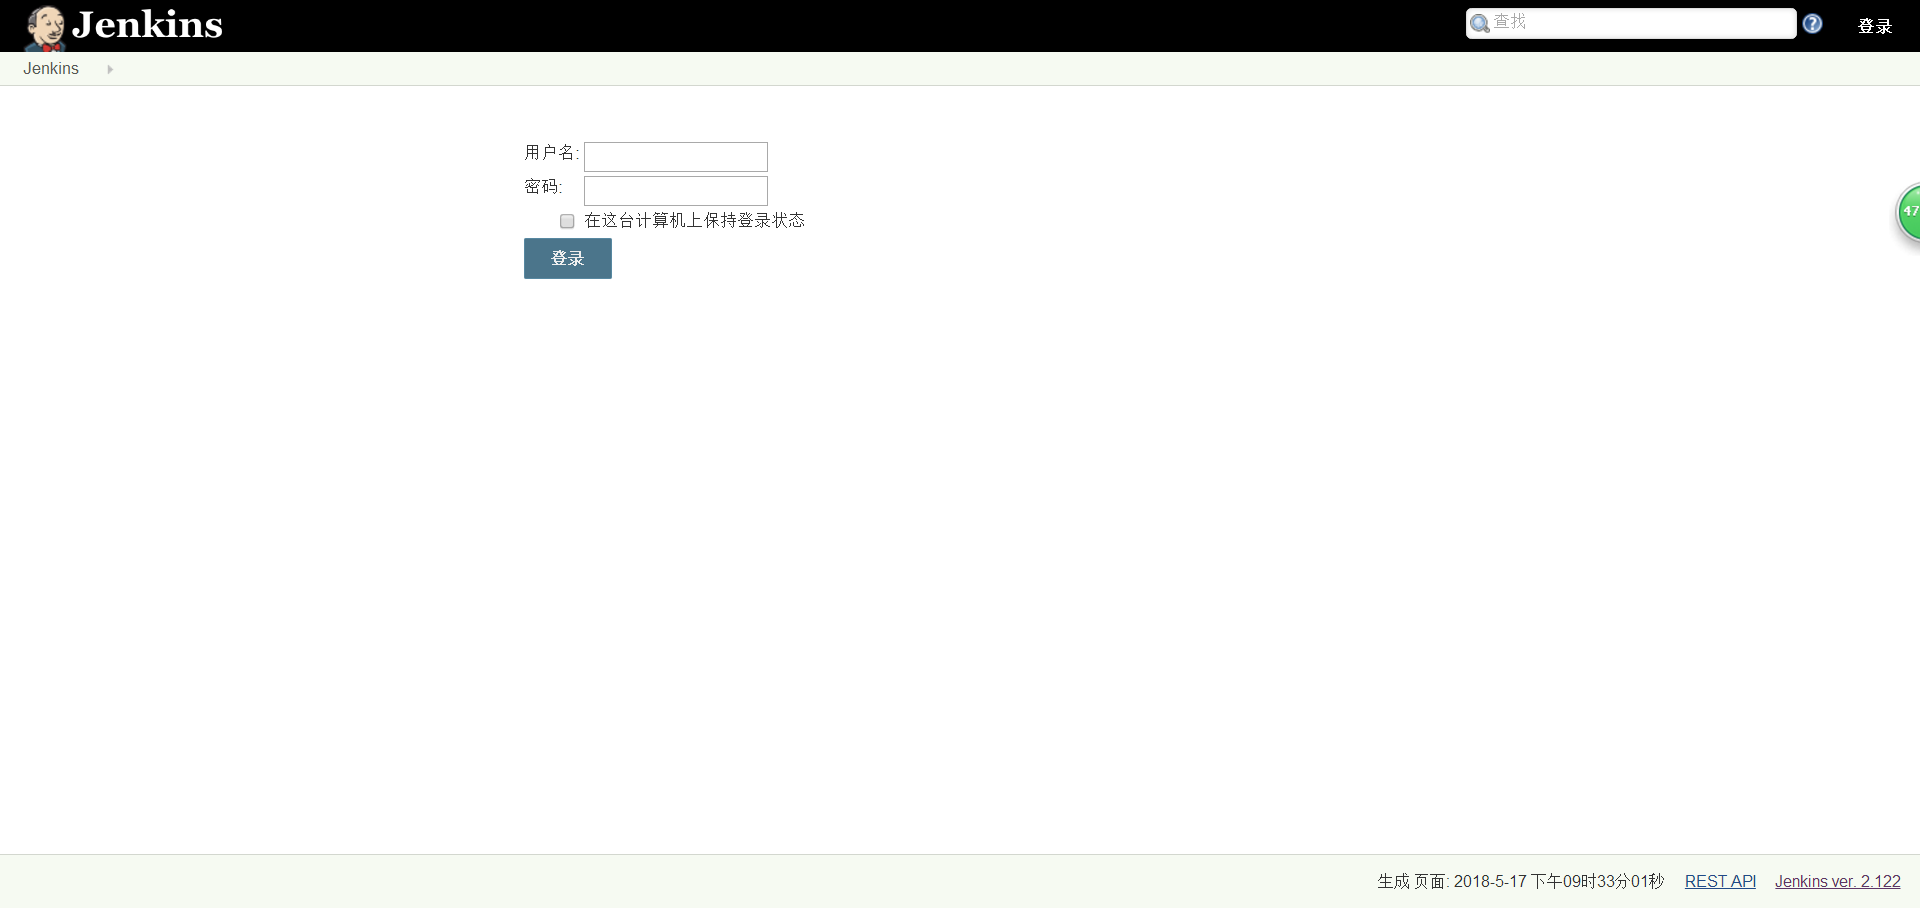 Jenkins
查找
登录
Jenkins
用户名:
密码:
在这台计算机上保持登录状态
登录
47
生成 页面: 2018-5-17 下午09时33分01秒 REST API Jenkins ver. 2.122